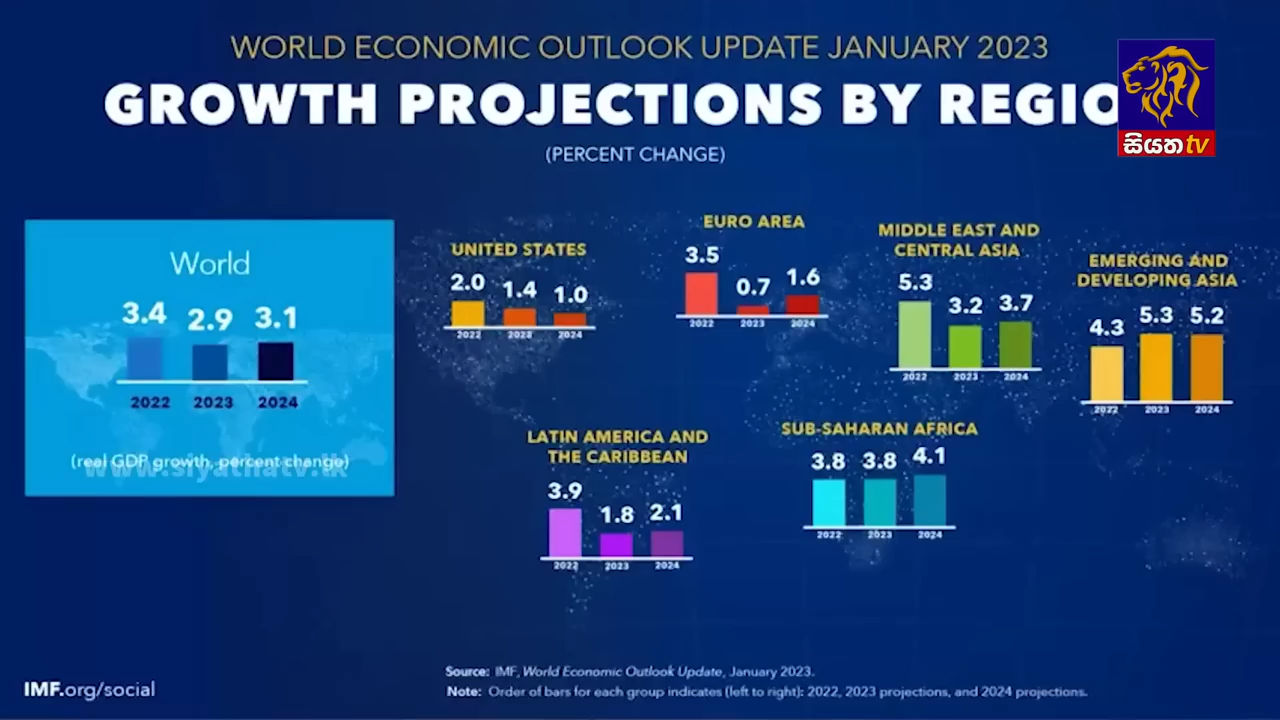 WORLD ECONOMIC OUTLOOK UPDATE JANUARY 2023
GROWTH PROJECTIONS BY REGIO
(PERCENT CHANGE)
සියත tv
World
3.4 2.9 3.1
2022 2023 2024
(real GDP growth, percent change)
www.siyathatv.lk
UNITED STATES
2.0 1.4 1.0
2022 2023 2024
EURO AREA
3.5 0.7 1.6
2022 2023 2024
MIDDLE EAST AND
CENTRAL ASIA
5.3 3.2 3.7
2022 2023 2024
EMERGING AND
DEVELOPING ASIA
4.3 5.3 5.2
2022 2023 2024
LATIN AMERICA AND
THE CARIBBEAN
3.9 1.8 2.1
2022 2023 2024
SUB-SAHARAN AFRICA
3.8 3.8 4.1
2022 2023 2024
Source: IMF, World Economic Outlook Update, January 2023.
Note: Order of bars for each group indicates (left to right): 2022, 2023 projections, and 2024 projections.
IMF.org/social